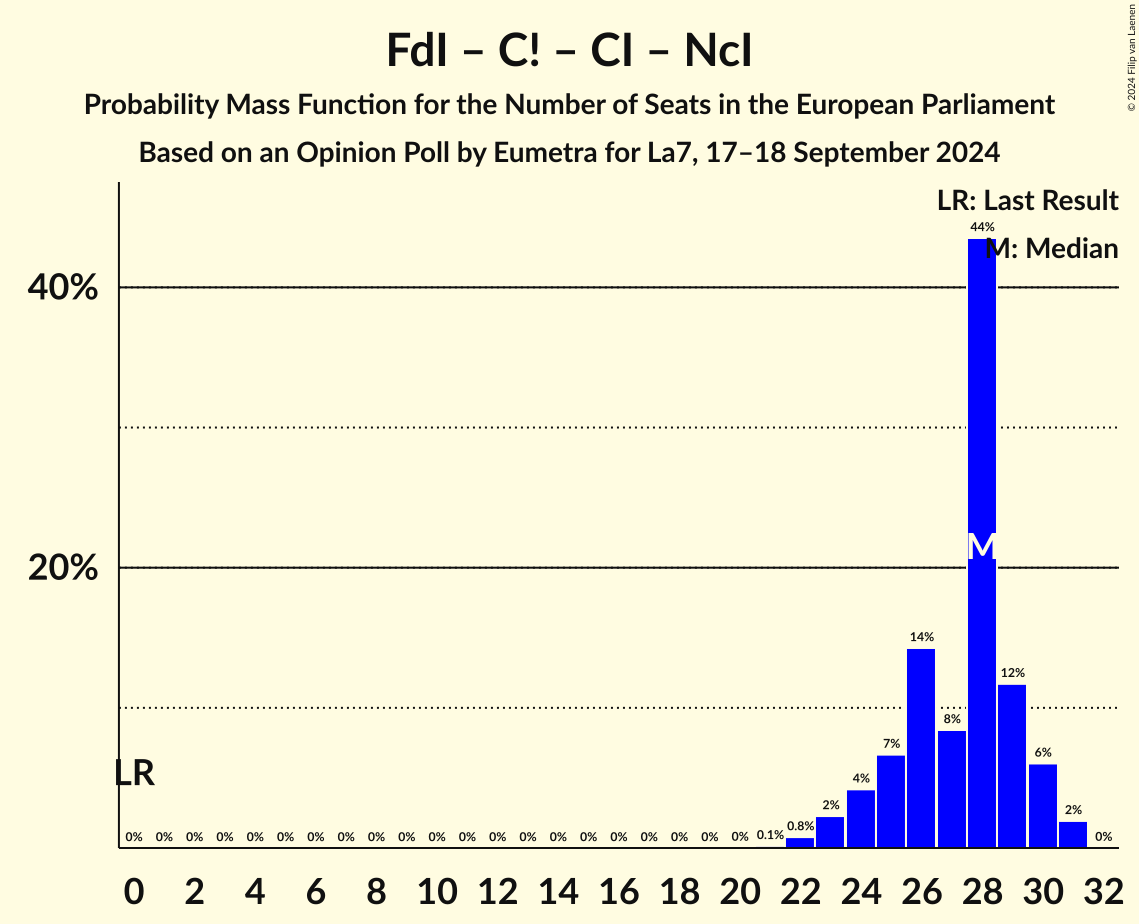 FdI – C! – CI – NcI
Probability Mass Function for the Number of Seats in the European Parliament
Based on an Opinion Poll by Eumetra for La7, 17–18 September 2024
© 2024 Filip van Laenen
LR: Last Result
M: Median
40%
20%
44%
M
14%
12%
8%
7%
6%
4%
2%
2%
0.8%
0.1%
LR
0% 0% 0% 0% 0% 0% 0% 0% 0% 0% 0% 0% 0% 0% 0% 0% 0% 0% 0% 0% 0% 0%
0 2 4 6 8 10 12 14 16 18 20 22 24 26 28 30 32